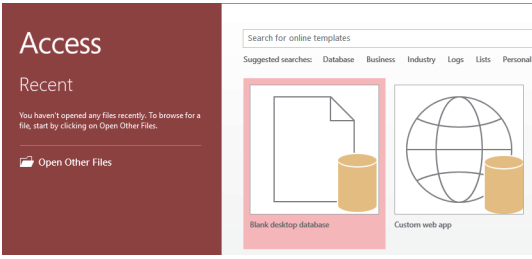 Access
Recent
You haven't opened any files recently. To browse for a
file, start by clicking on Open Other Files.
Open Other Files
Search for online templates
Suggested searches: Database Business Industry Logs Lists Personal
Blank desktop database
Custom web app